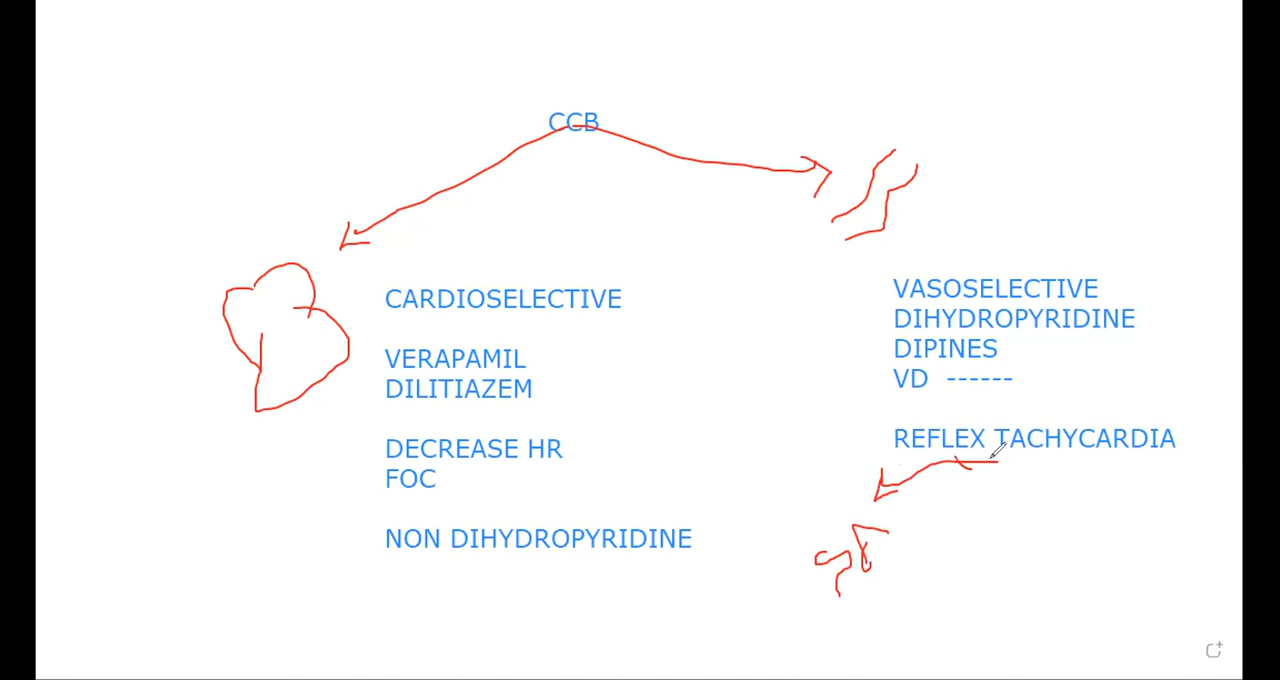 CCB
CARDIOSELECTIVE
VERAPAMIL
DILITIAZEM
DECREASE HR
FOC
NON DIHYDROPYRIDINE
VASOSELECTIVE
DIHYDROPYRIDINE
DIPINES
VD ------
REFLEX TACHYCARDIA